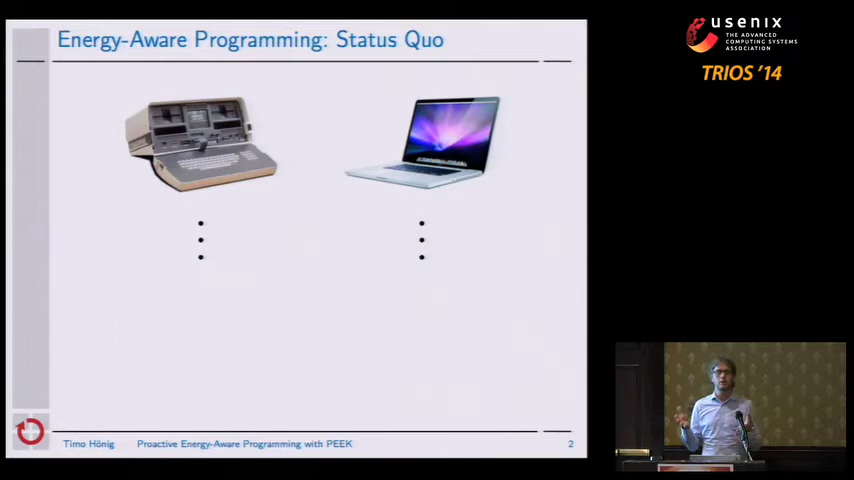 Energy-Aware Programming: Status Quo
usenix
THE ADVANCED
COMPUTING SYSTEMS
ASSOCIATION
TRIOS '14
Timo Hönig
Proactive Energy-Aware Programming with PEEK
2